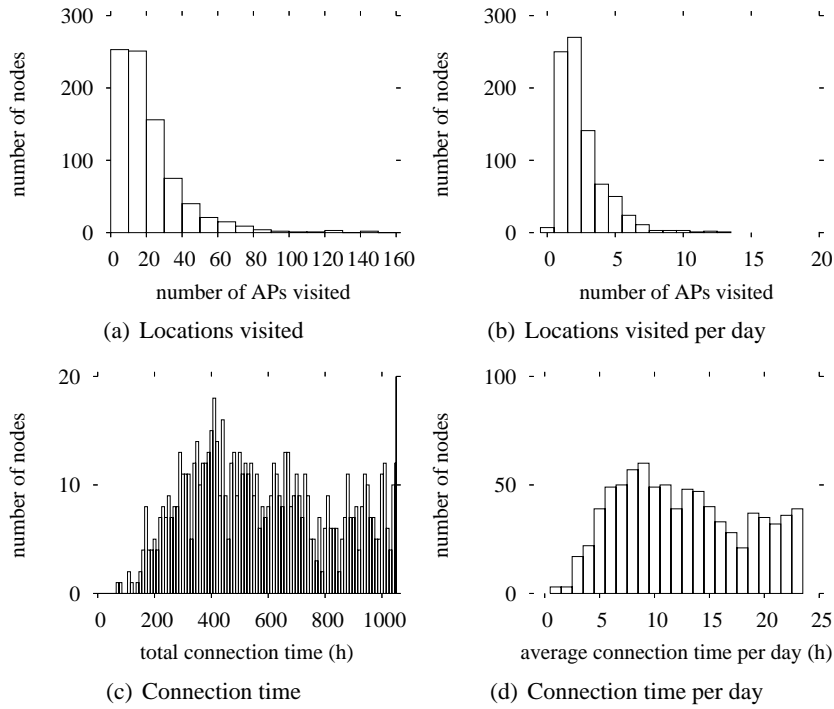 300
200
100
0
number of nodes
0 20 40 60 80 100 120 140 160
number of APs visited
(a) Locations visited
300
200
100
0
number of nodes
0 5 10 15 20
number of APs visited
(b) Locations visited per day
20
10
0
number of nodes
0 200 400 600 800 1000
total connection time (h)
(c) Connection time
100
50
0
number of nodes
0 5 10 15 20 25
average connection time per day (h)
(d) Connection time per day